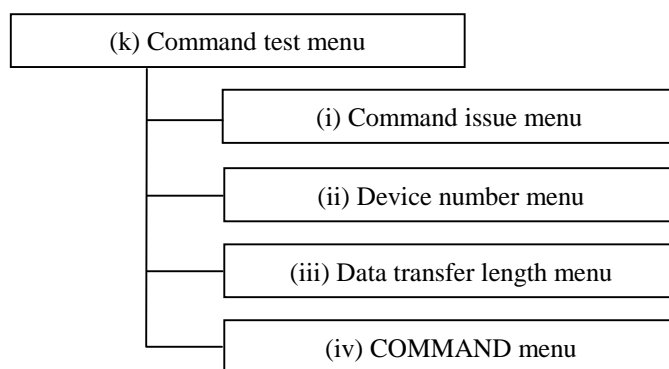 (k) Command test menu
(i) Command issue menu
(ii) Device number menu
(iii) Data transfer length menu
(iv) COMMAND menu